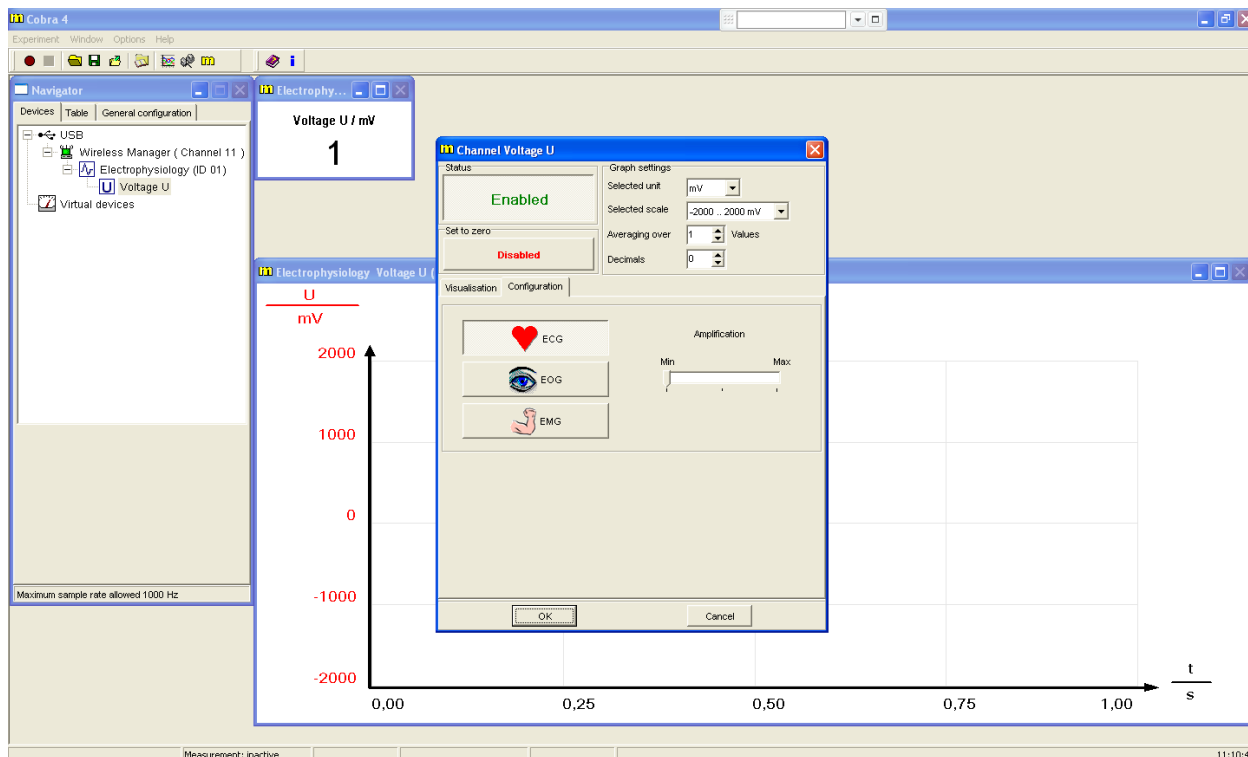 Cobra 4
Experiment Window Options Help
Navigator
Devices Table General configuration
USB
Wireless Manager ( Channel 11 )
Electrophysiology (ID 01)
Voltage U
Virtual devices
Maximum sample rate allowed 1000 Hz
Electrophy...
Voltage U / mV
1
Channel Voltage U
Status
Enabled
Set to zero
Disabled
Graph settings
Selected unit mV
Selected scale -2000 .. 2000 mV
Averaging over 1 Values
Decimals 0
Visualisation Configuration
ECG
EOG
EMG
Amplification
Min Max
OK Cancel
Electrophysiology Voltage U (
U
mV
2000
1000
0
-1000
-2000
0,00 0,25 0,50 0,75 1,00
t
s
Measurement: inactive
11:10:4